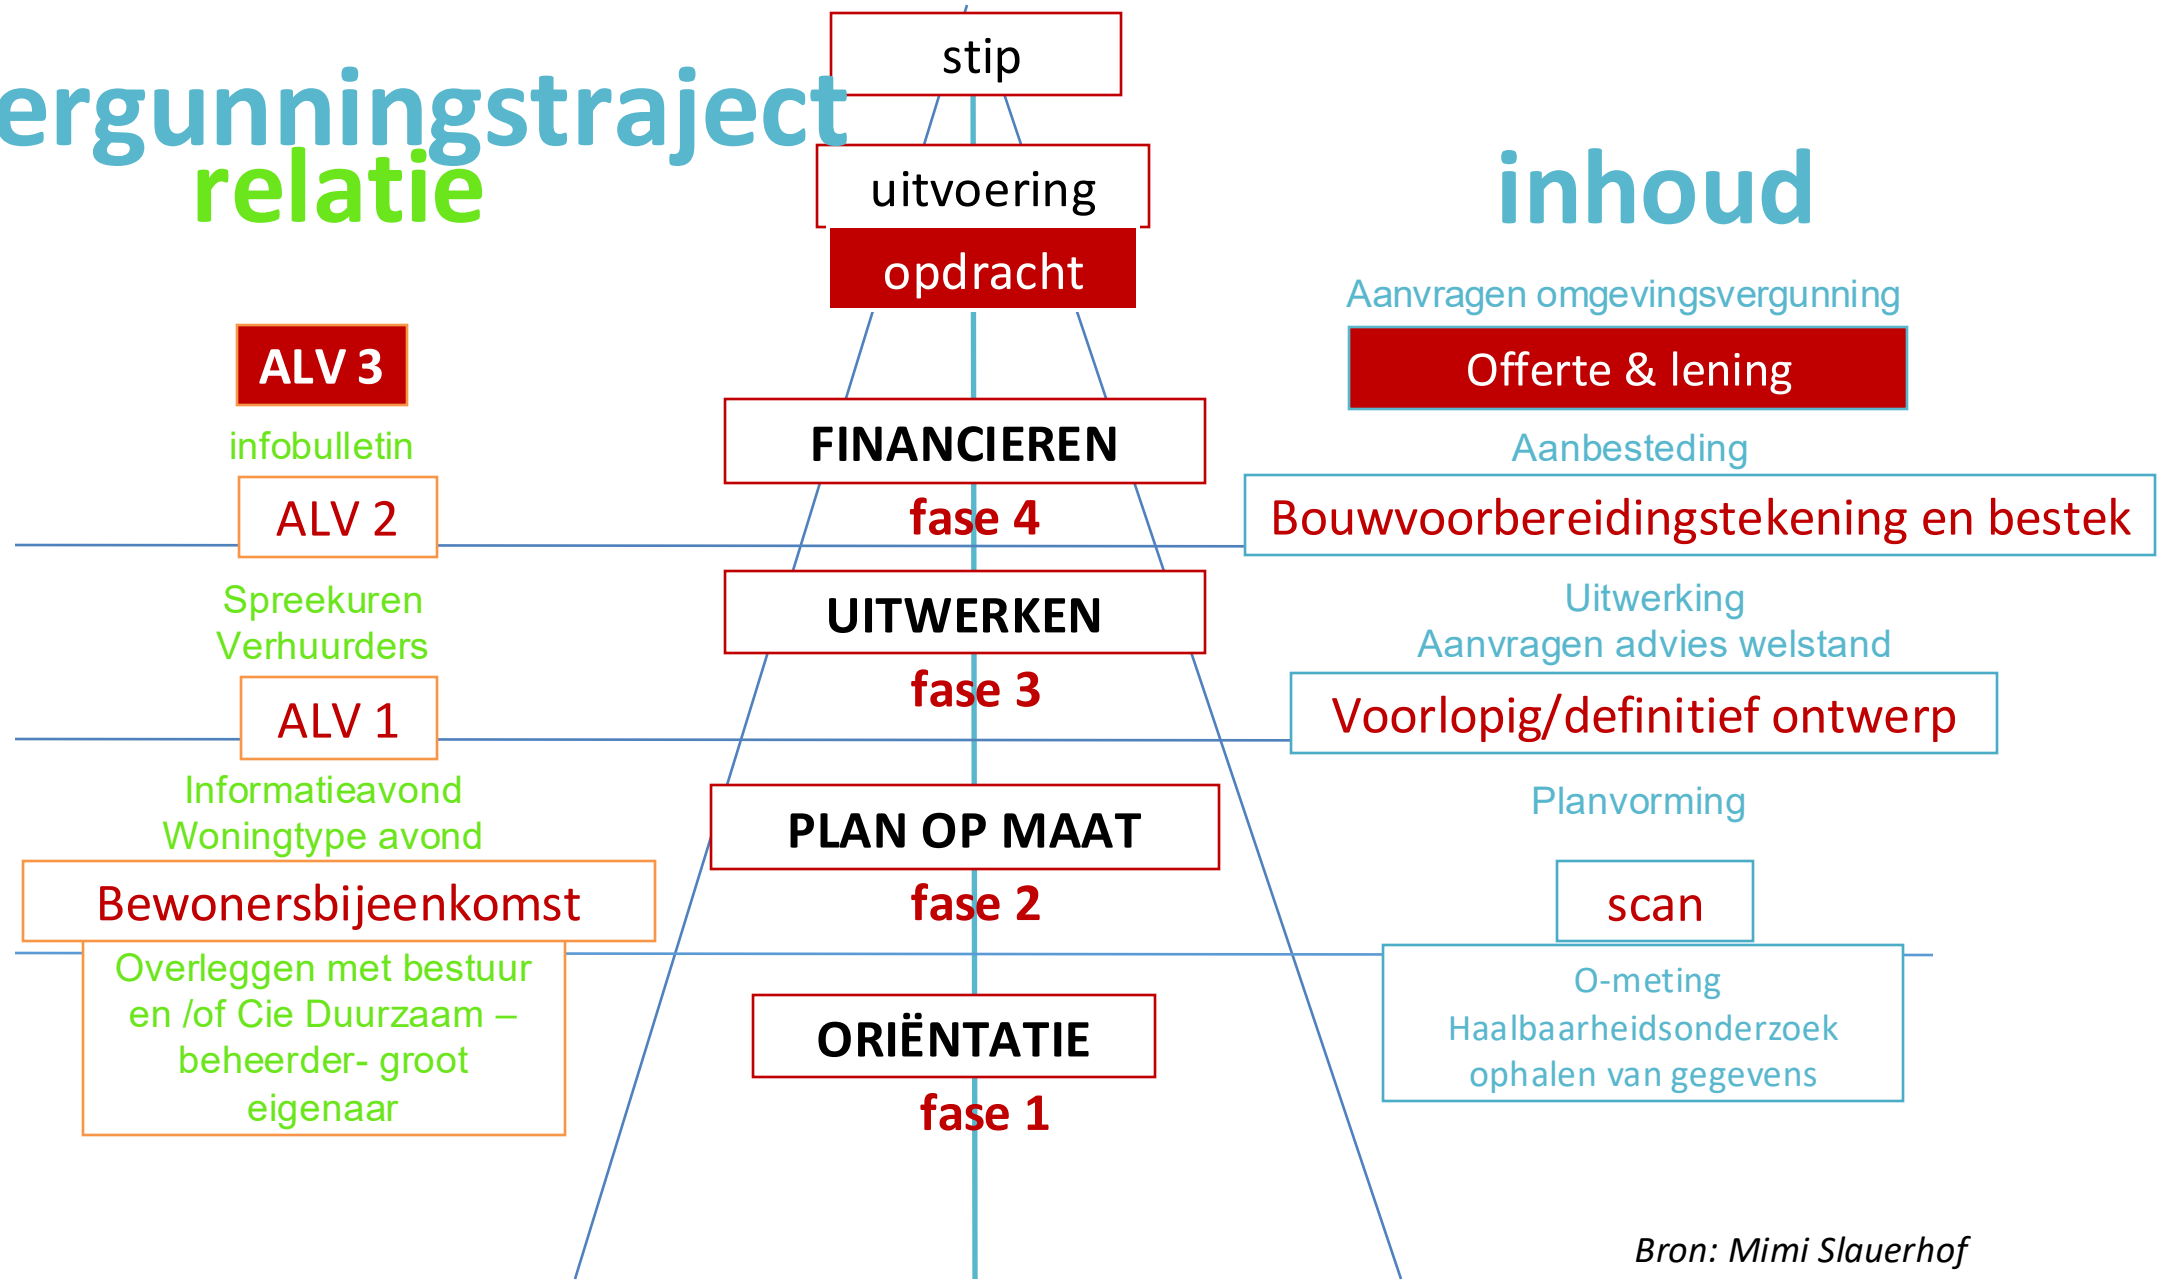 stip
ergunningstraject
relatie
inhoud
uitvoering
opdracht
Aanvragen omgevingsvergunning
ALV 3
Offerte & lening
infobulletin
FINANCIEREN
Aanbesteding
ALV 2
fase 4
Bouwvoorbereidingstekening en bestek
Spreekuren
Verhuurders
UITWERKEN
Uitwerking
Aanvragen advies welstand
ALV 1
fase 3
Voorlopig/definitief ontwerp
Informatieavond
Woningtype avond
PLAN OP MAAT
Planvorming
Bewonersbijeenkomst
fase 2
scan
Overleggen met bestuur
en /of Cie Duurzaam –
beheerder- groot
eigenaar
ORIËNTATIE
fase 1
O-meting
Haalbaarheidsonderzoek
ophalen van gegevens
Bron: Mimi Slauerhof